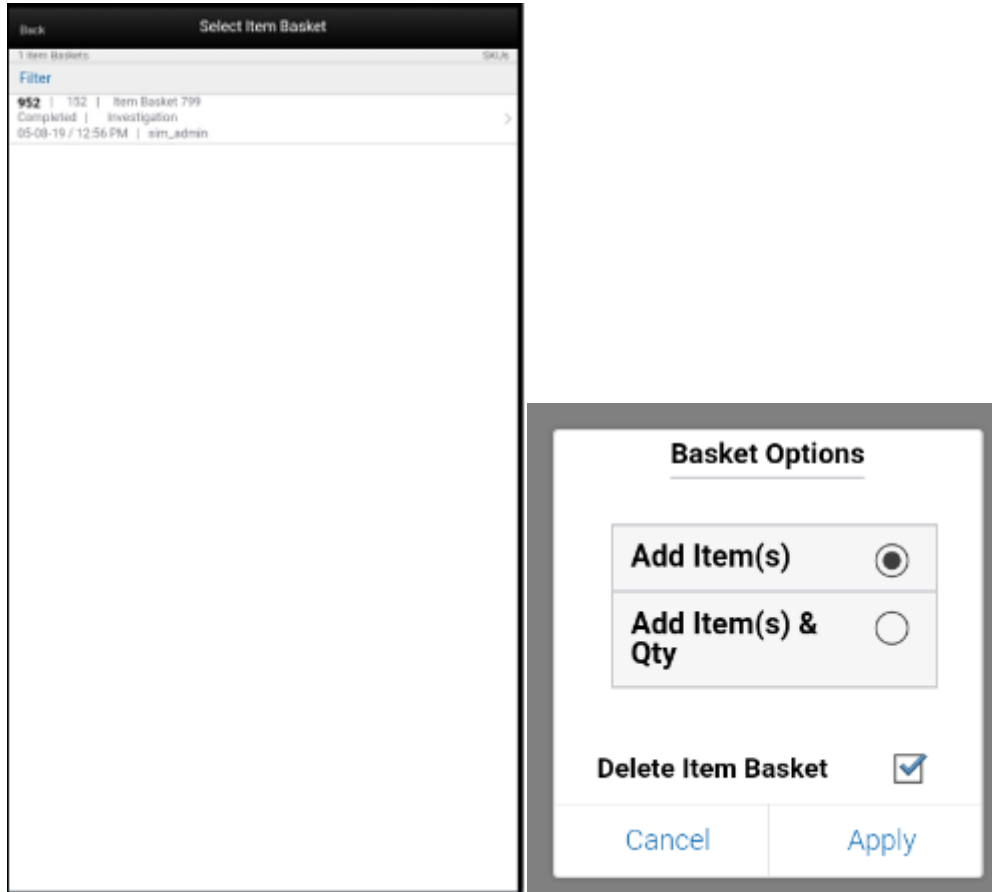 Back
Select Item Basket
1 Item Baskets
SKUs
Filter
952 | 152 | Item Basket 799
Completed | Investigation
05-08-19 / 12:56 PM | sim_admin
Basket Options
Add Item(s)
Add Item(s) &
Qty
Delete Item Basket
Cancel
Apply